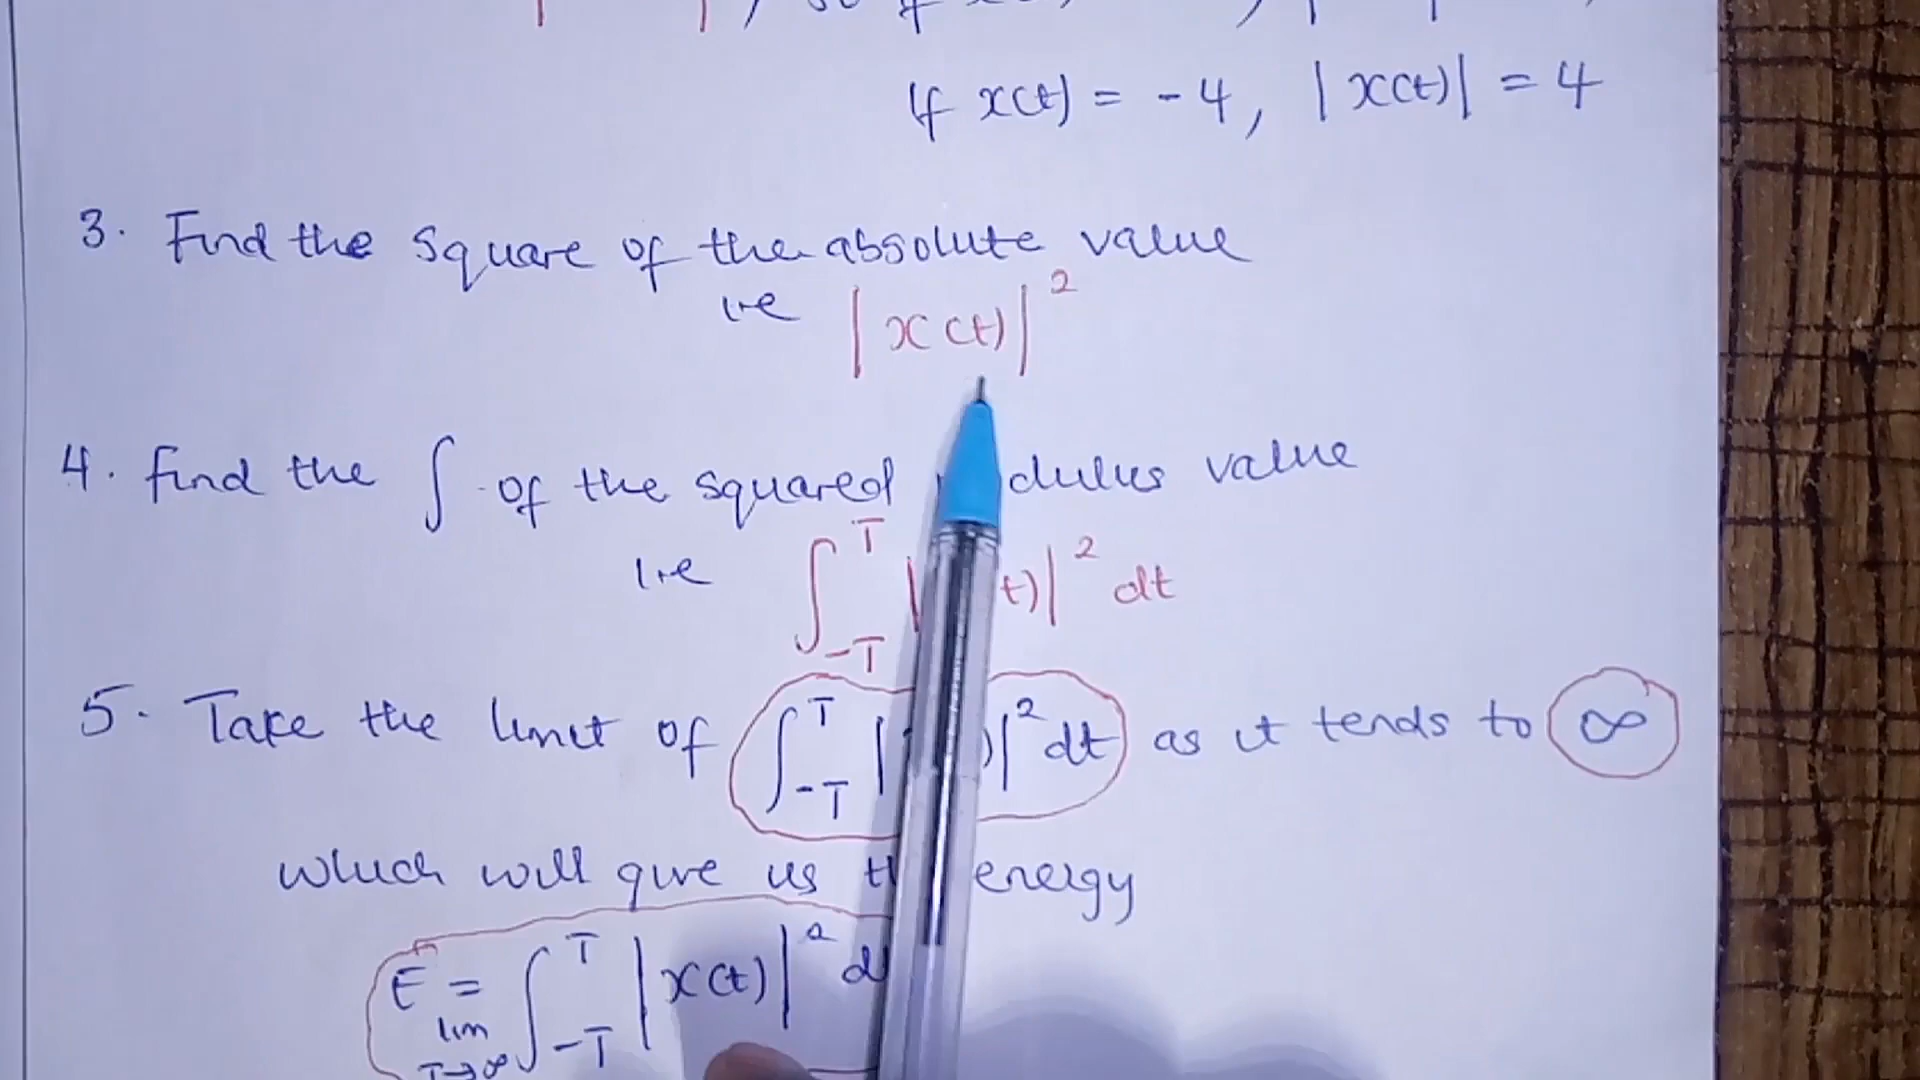 If x(t) = -4, |x(t)| = 4
3. Find the square of the absolute value
i.e |x(t)|²
4. find the ∫ of the squared dulus value
i.e ∫_{-T}^{T} | t)|² dt
5. Take the limit of ∫_{-T}^{T} | )|² dt as it tends to ∞
which will give us energy
E = lim T→∞ ∫_{-T}^{T} |x(t)|² d